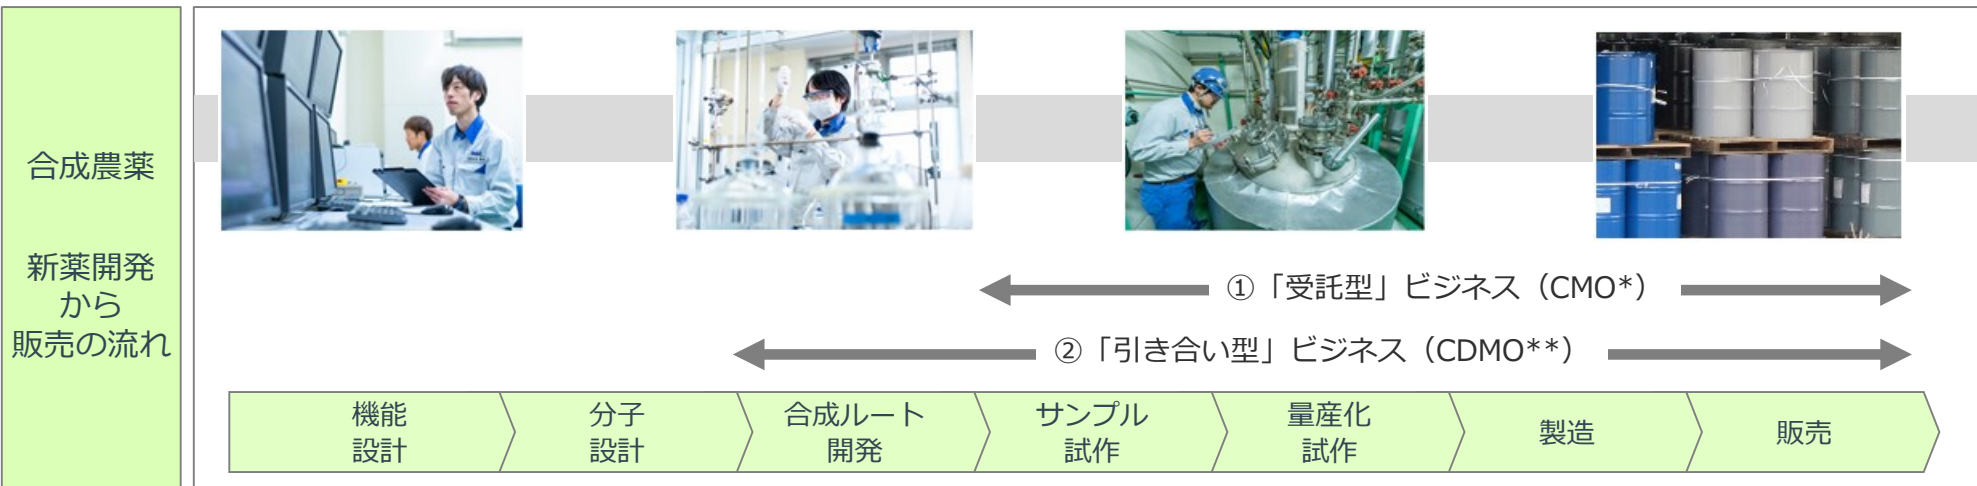 合成農薬
新薬開発
から
販売の流れ
①「受託型」ビジネス（CMO*）
②「引き合い型」ビジネス（CDMO**）
機能
設計
分子
設計
合成ルート
開発
サンプル
試作
量産化
試作
製造
販売